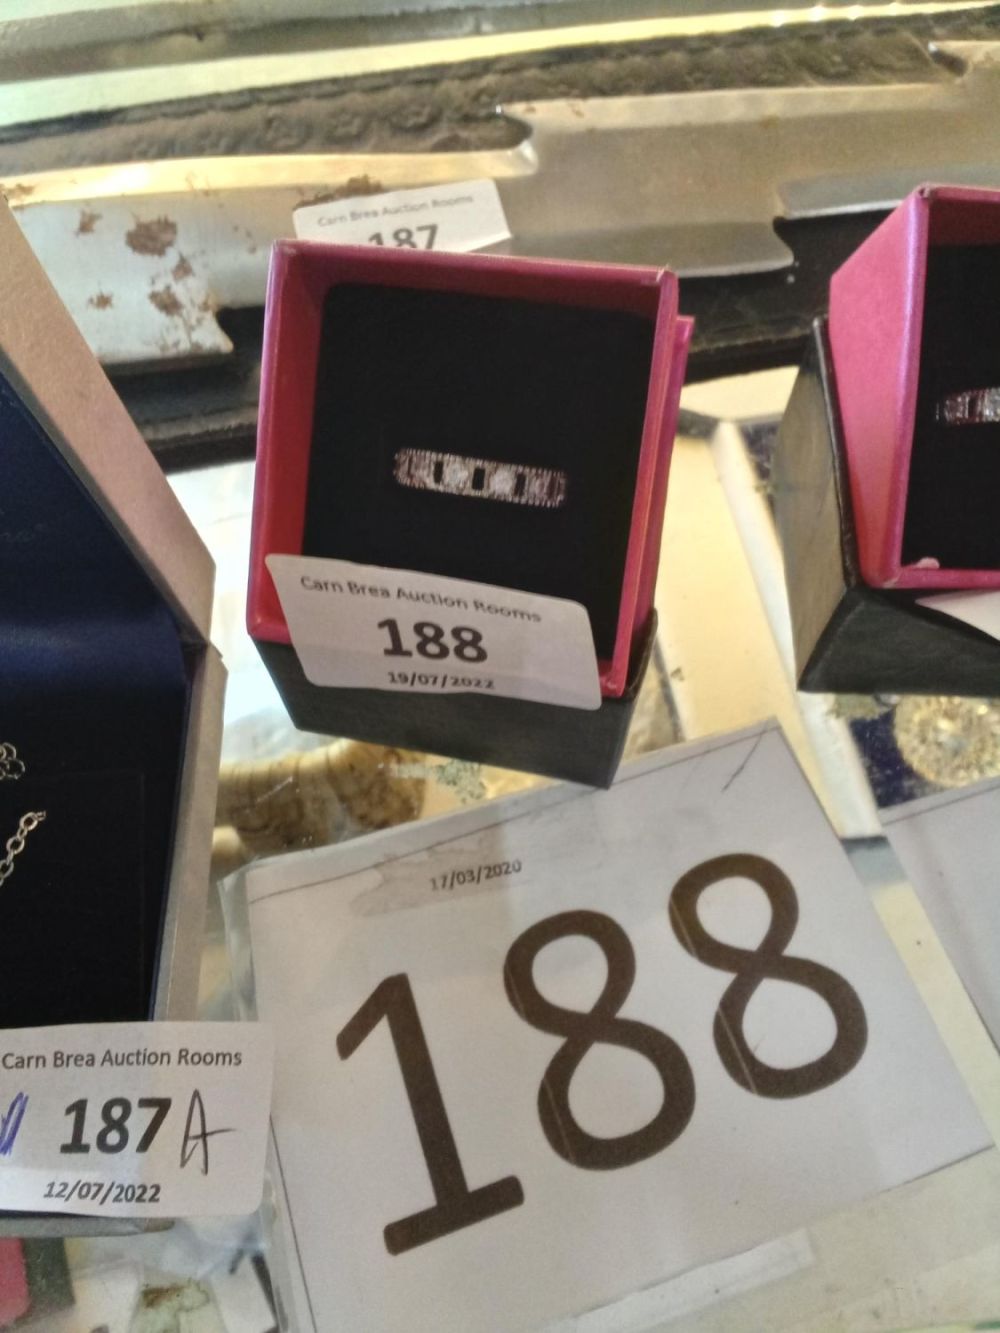 Carn Brea Auction Rooms
187
Carn Brea Auction Rooms
188
19/07/2022
17/03/2020
188
Carn Brea Auction Rooms
187A
12/07/2022